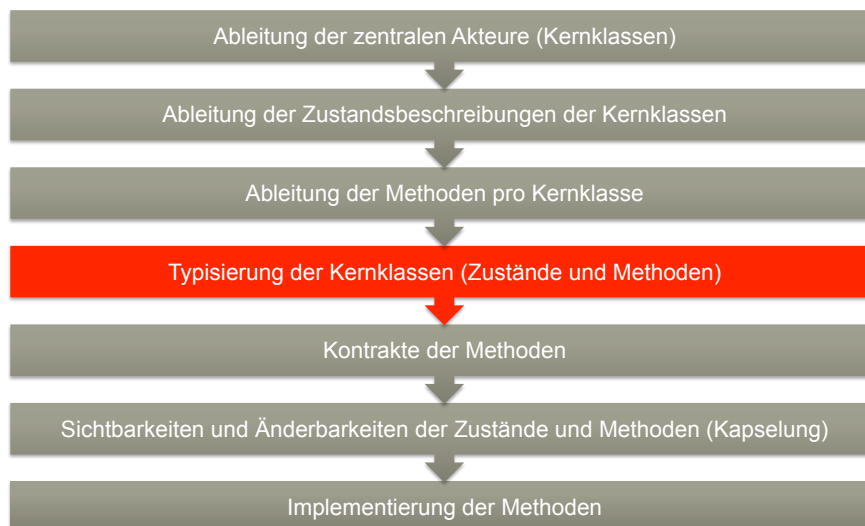 Ableitung der zentralen Akteure (Kernklassen)
Ableitung der Zustandsbeschreibungen der Kernklassen
Ableitung der Methoden pro Kernklasse
Typisierung der Kernklassen (Zustände und Methoden)
Kontrakte der Methoden
Sichtbarkeiten und Änderbarkeiten der Zustände und Methoden (Kapselung)
Implementierung der Methoden